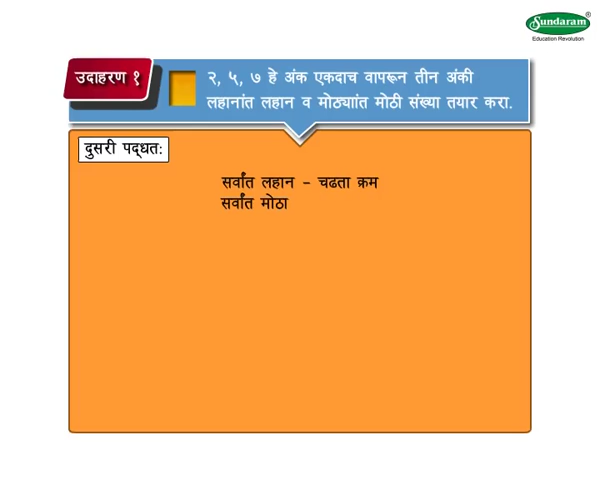 Sundaram
Education Revolution
उदाहरण १
२, ५, ७ हे अंक एकदाच वापरून तीन अंकी
लहानांत लहान व मोठ्यांांत मोठी संख्या तयार करा.
दुसरी पद्धत:
सर्वांत लहान - चढता क्रम
सर्वांत मोठा